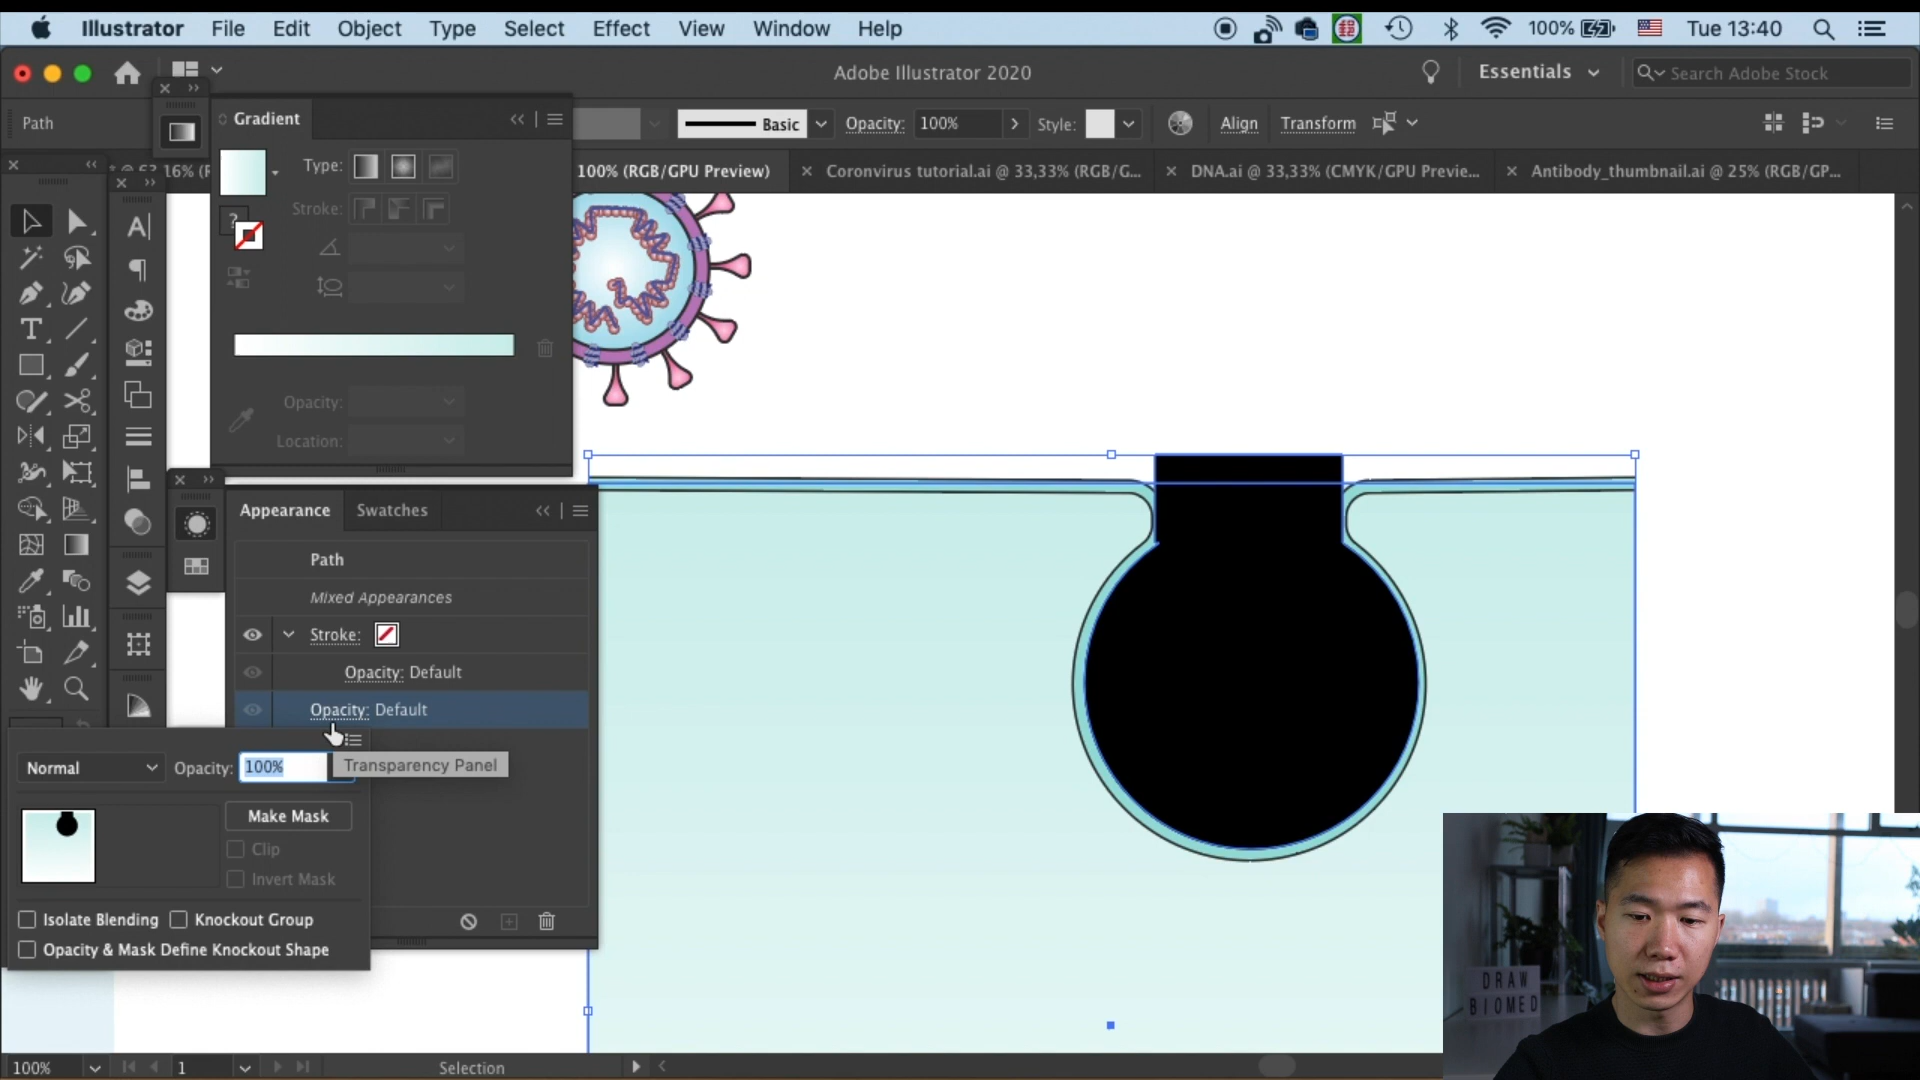 Illustrator File Edit Object Type Select Effect View Window Help 100% Tue 13:40
Adobe Illustrator 2020 Essentials Search Adobe Stock
Path Basic Opacity: 100% Style: Align Transform
100% (RGB/GPU Preview) Coronvirus tutorial.ai @ 33,33% (RGB/G... DNA.ai @ 33,33% (CMYK/GPU Previe... Antibody_thumbnail.ai @ 25% (RGB/GP...
Gradient
Type:
Stroke:
Opacity:
Location:
Appearance Swatches
Path
Mixed Appearances
Stroke:
Opacity: Default
Opacity: Default
Normal Opacity: 100%
Transparency Panel
Make Mask
Clip
Invert Mask
Isolate Blending Knockout Group
Opacity & Mask Define Knockout Shape
DRAW
BIOMED
100% 1 Selection